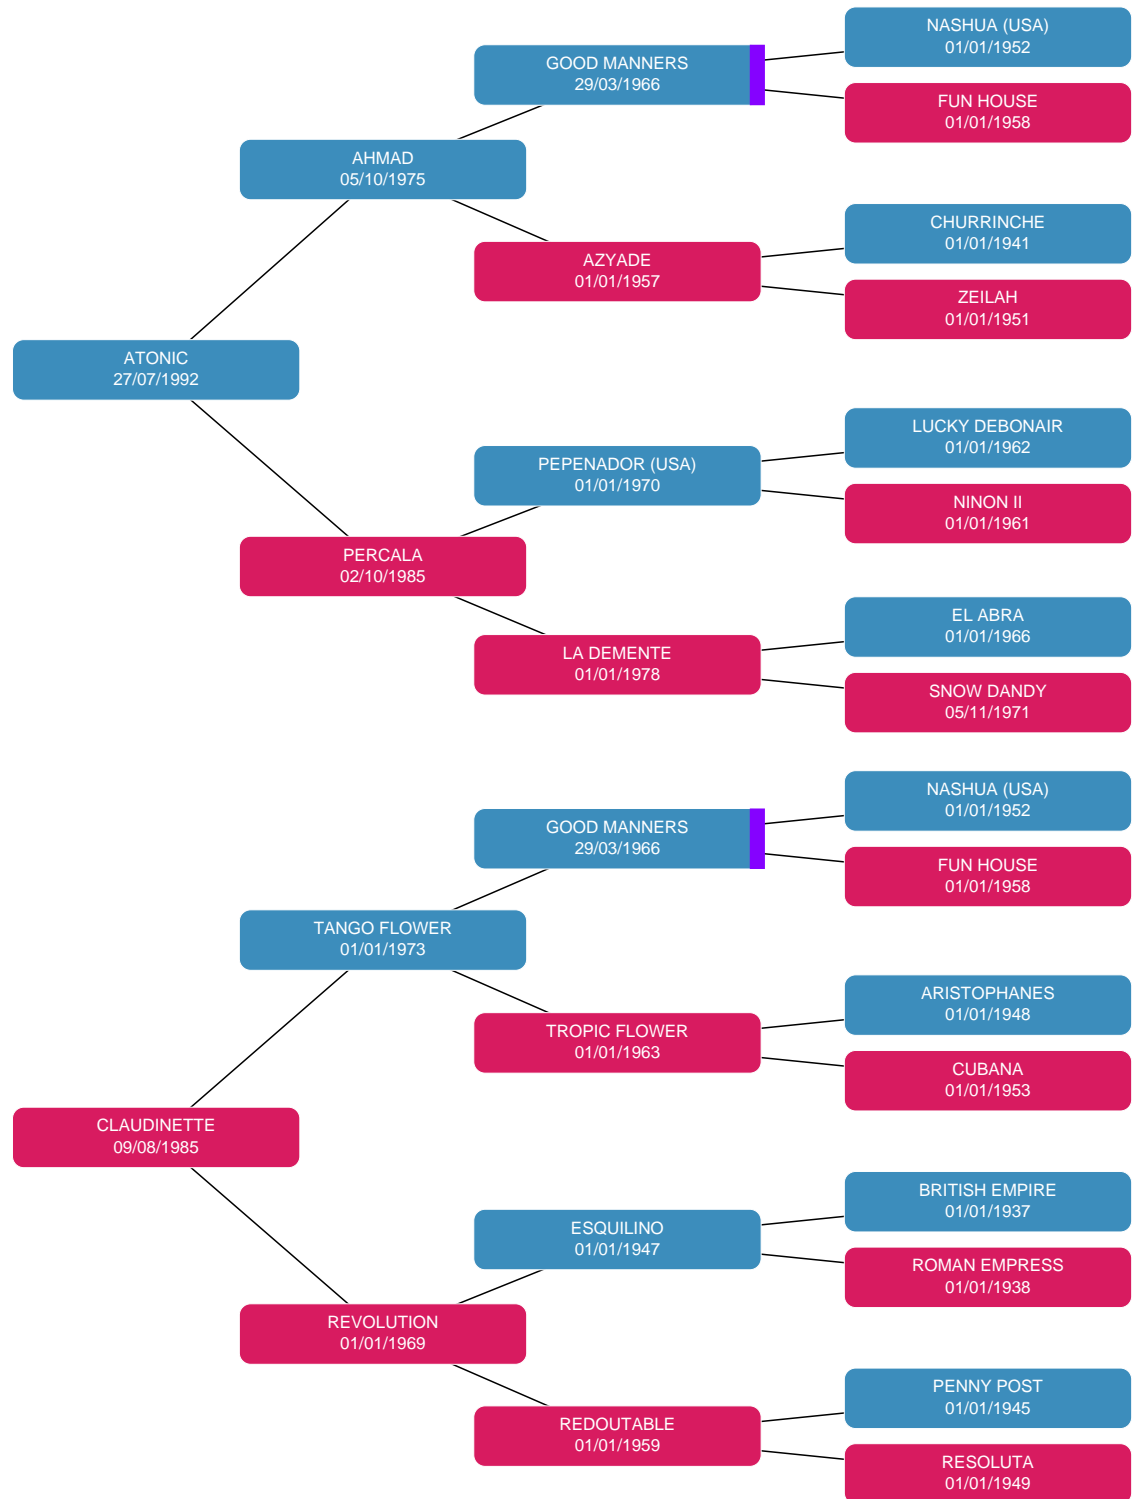 NASHUA (USA)
01/01/1952
GOOD MANNERS
29/03/1966
FUN HOUSE
01/01/1958
AHMAD
05/10/1975
CHURRINCHE
01/01/1941
AZYADE
01/01/1957
ZEILAH
01/01/1951
ATONIC
27/07/1992
LUCKY DEBONAIR
01/01/1962
PEPENADOR (USA)
01/01/1970
NINON II
01/01/1961
PERCALA
02/10/1985
EL ABRA
01/01/1966
LA DEMENTE
01/01/1978
SNOW DANDY
05/11/1971
NASHUA (USA)
01/01/1952
GOOD MANNERS
29/03/1966
FUN HOUSE
01/01/1958
TANGO FLOWER
01/01/1973
ARISTOPHANES
01/01/1948
TROPIC FLOWER
01/01/1963
CUBANA
01/01/1953
CLAUDINETTE
09/08/1985
BRITISH EMPIRE
01/01/1937
ESQUILINO
01/01/1947
ROMAN EMPRESS
01/01/1938
REVOLUTION
01/01/1969
PENNY POST
01/01/1945
REDOUTABLE
01/01/1959
RESOLUTA
01/01/1949